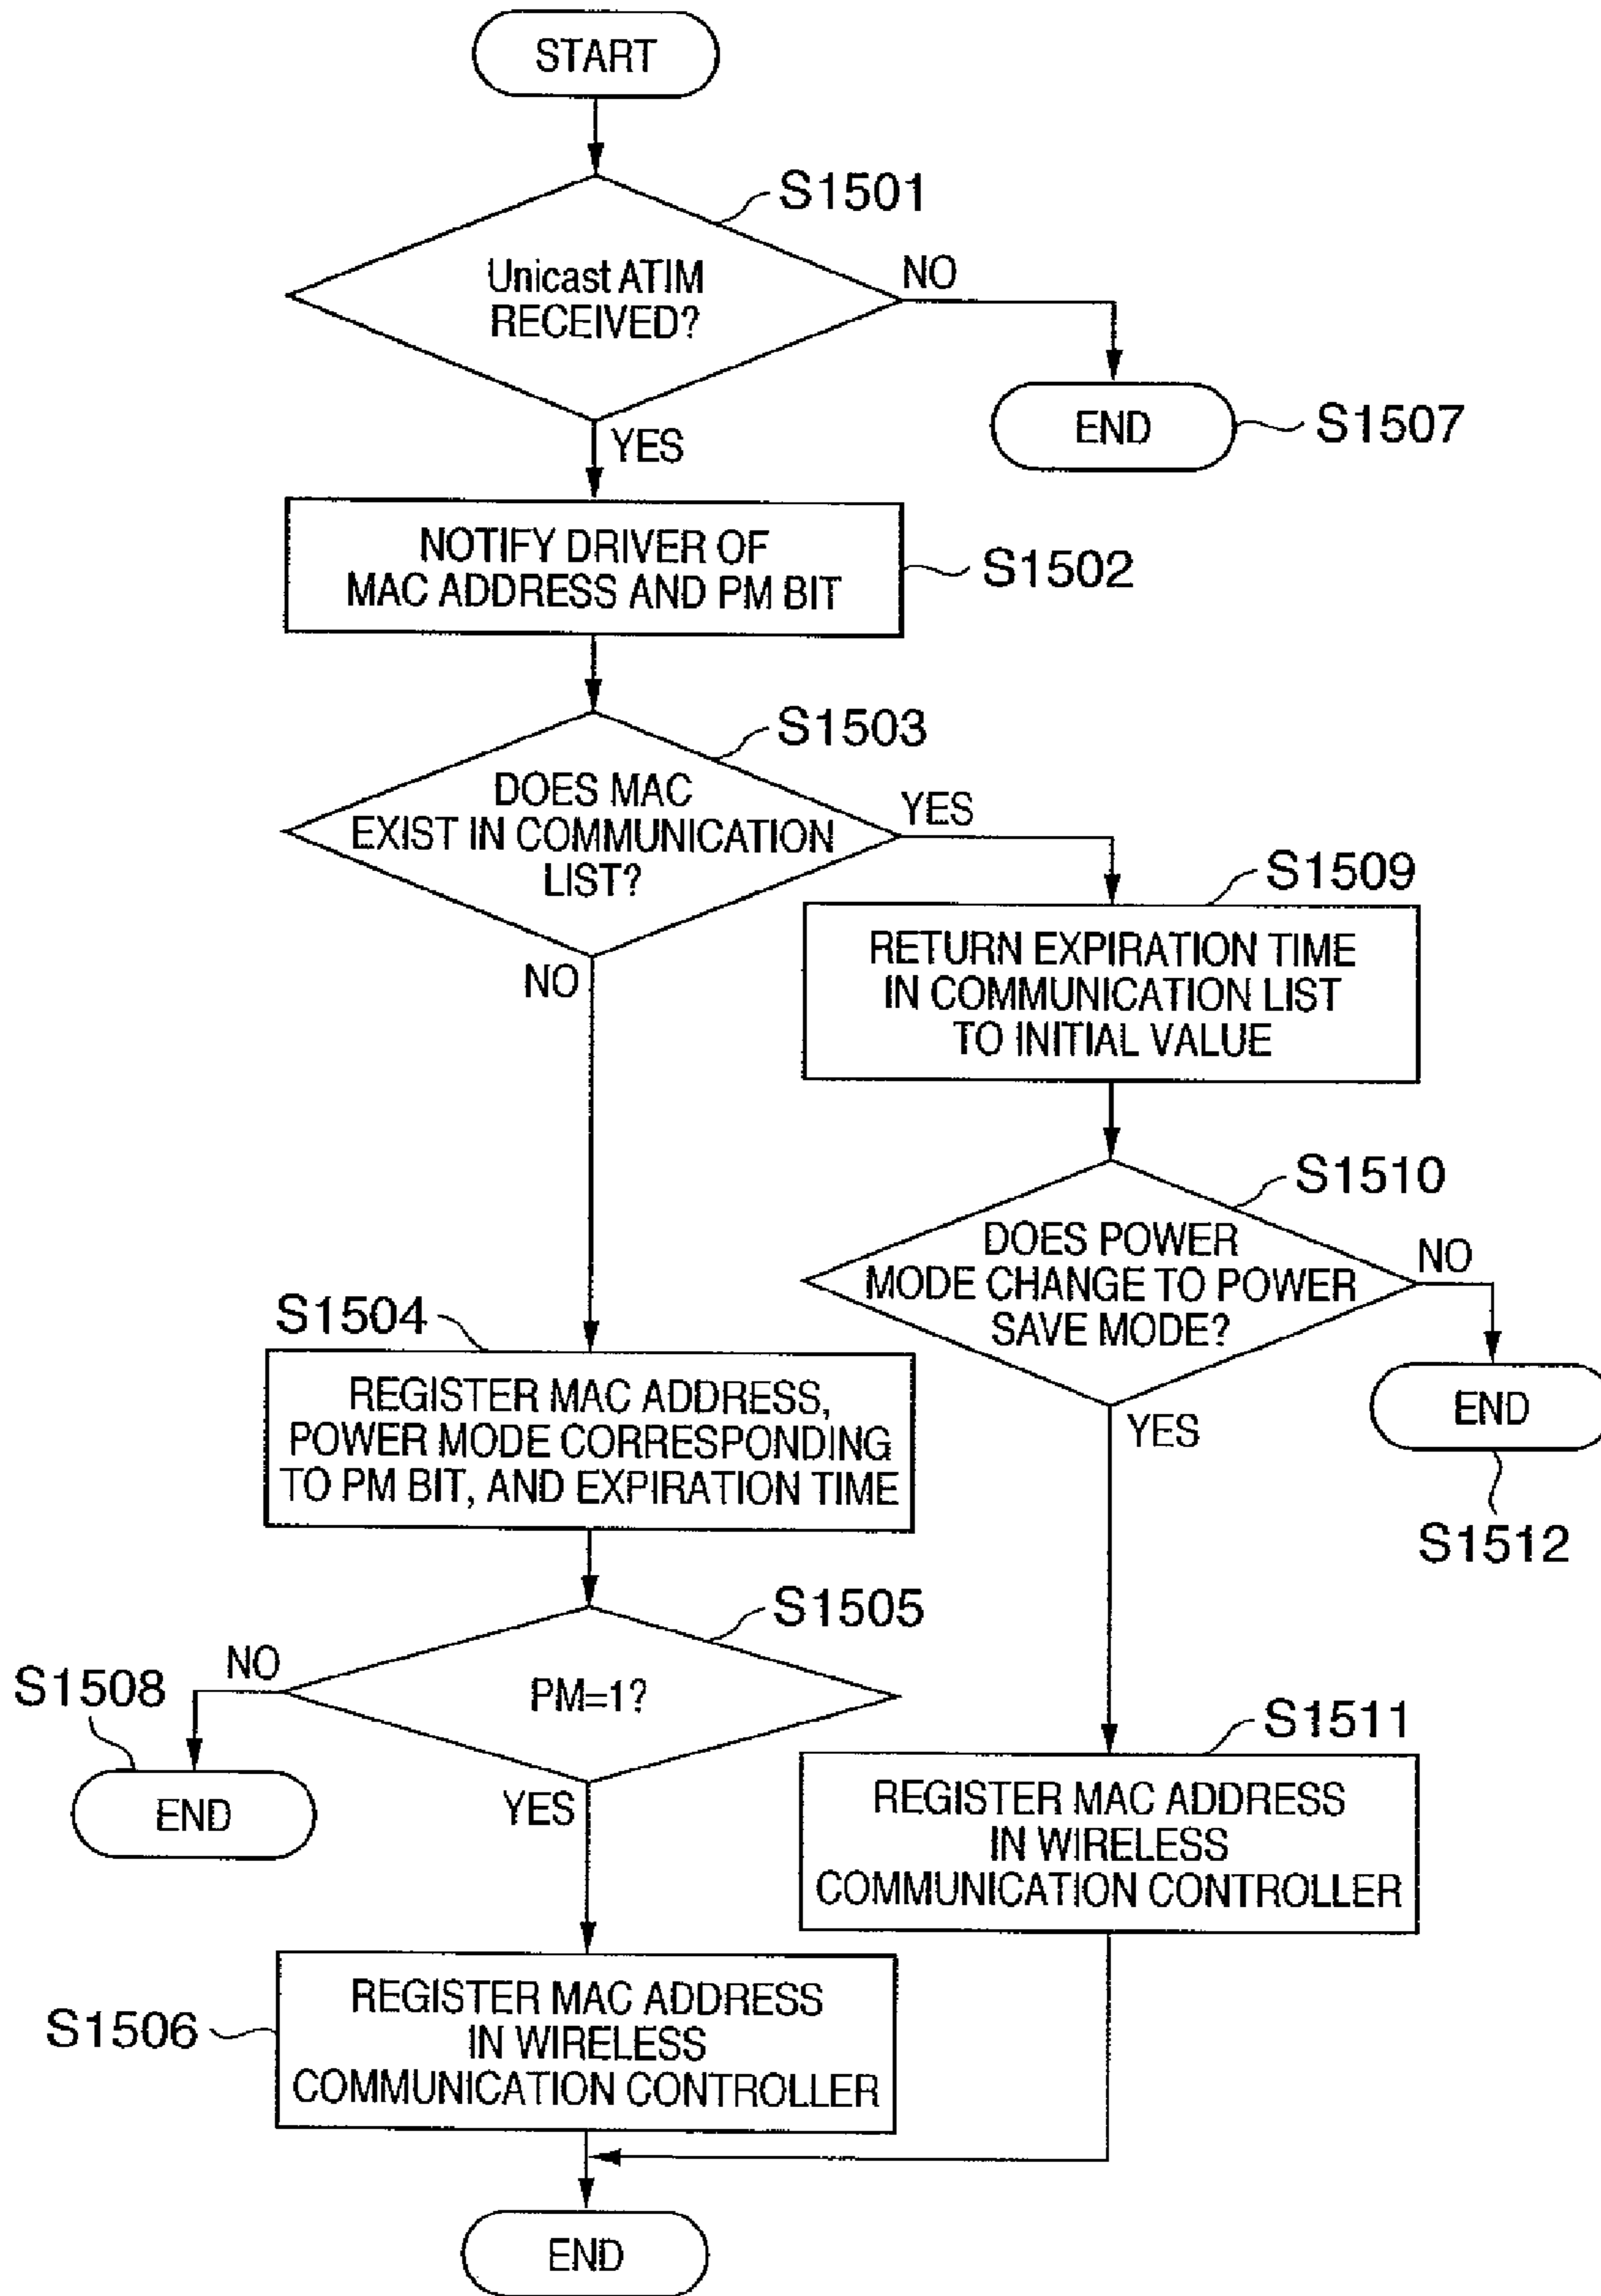 START
S1501
Unicast ATIM
RECEIVED?
NO
END
S1507
YES
NOTIFY DRIVER OF
MAC ADDRESS AND PM BIT
S1502
S1503
DOES MAC
EXIST IN COMMUNICATION
LIST?
YES
NO
S1509
RETURN EXPIRATION TIME
IN COMMUNICATION LIST
TO INITIAL VALUE
S1510
DOES POWER
MODE CHANGE TO POWER
SAVE MODE?
NO
END
S1512
YES
S1504
REGISTER MAC ADDRESS,
POWER MODE CORRESPONDING
TO PM BIT, AND EXPIRATION TIME
S1505
PM=1?
NO
S1508
END
YES
S1511
REGISTER MAC ADDRESS
IN WIRELESS
COMMUNICATION CONTROLLER
S1506
REGISTER MAC ADDRESS
IN WIRELESS
COMMUNICATION CONTROLLER
END